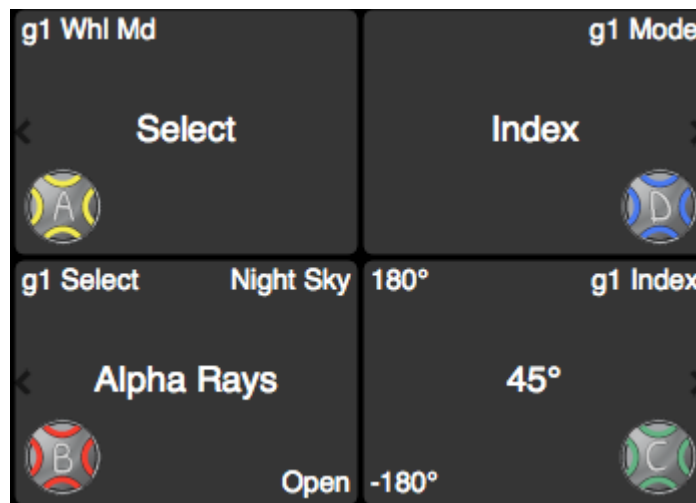 g1 Whl Md
Select
A
g1 Mode
Index
D
g1 Select Night Sky
Alpha Rays
B
Open
180° g1 Index
45°
C
-180°